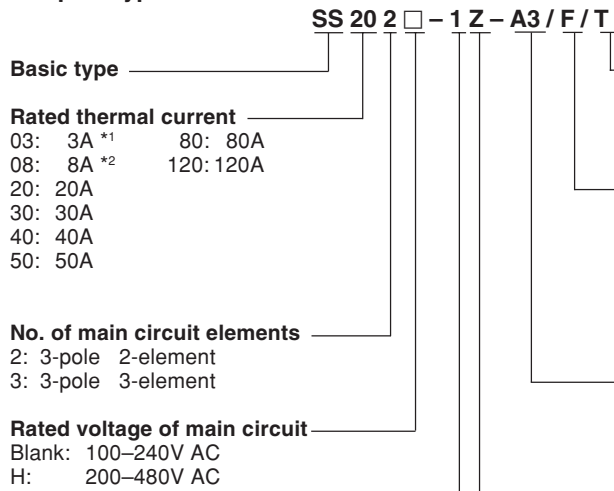 SS 20 2 □ – 1 Z – A3 / F / T
Basic type
Rated thermal current
03: 3A *1 80: 80A
08: 8A *2 120: 120A
20: 20A
30: 30A
40: 40A
50: 50A
No. of main circuit elements
2: 3-pole 2-element
3: 3-pole 3-element
Rated voltage of main circuit
Blank: 100–240V AC
H: 200–480V AC